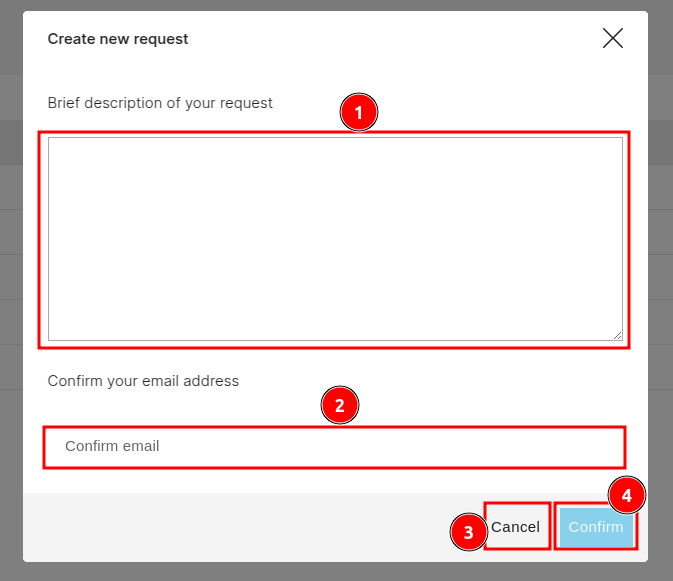 Create new request
Brief description of your request
1
Confirm your email address
2
Confirm email
3
Cancel
Confirm
4